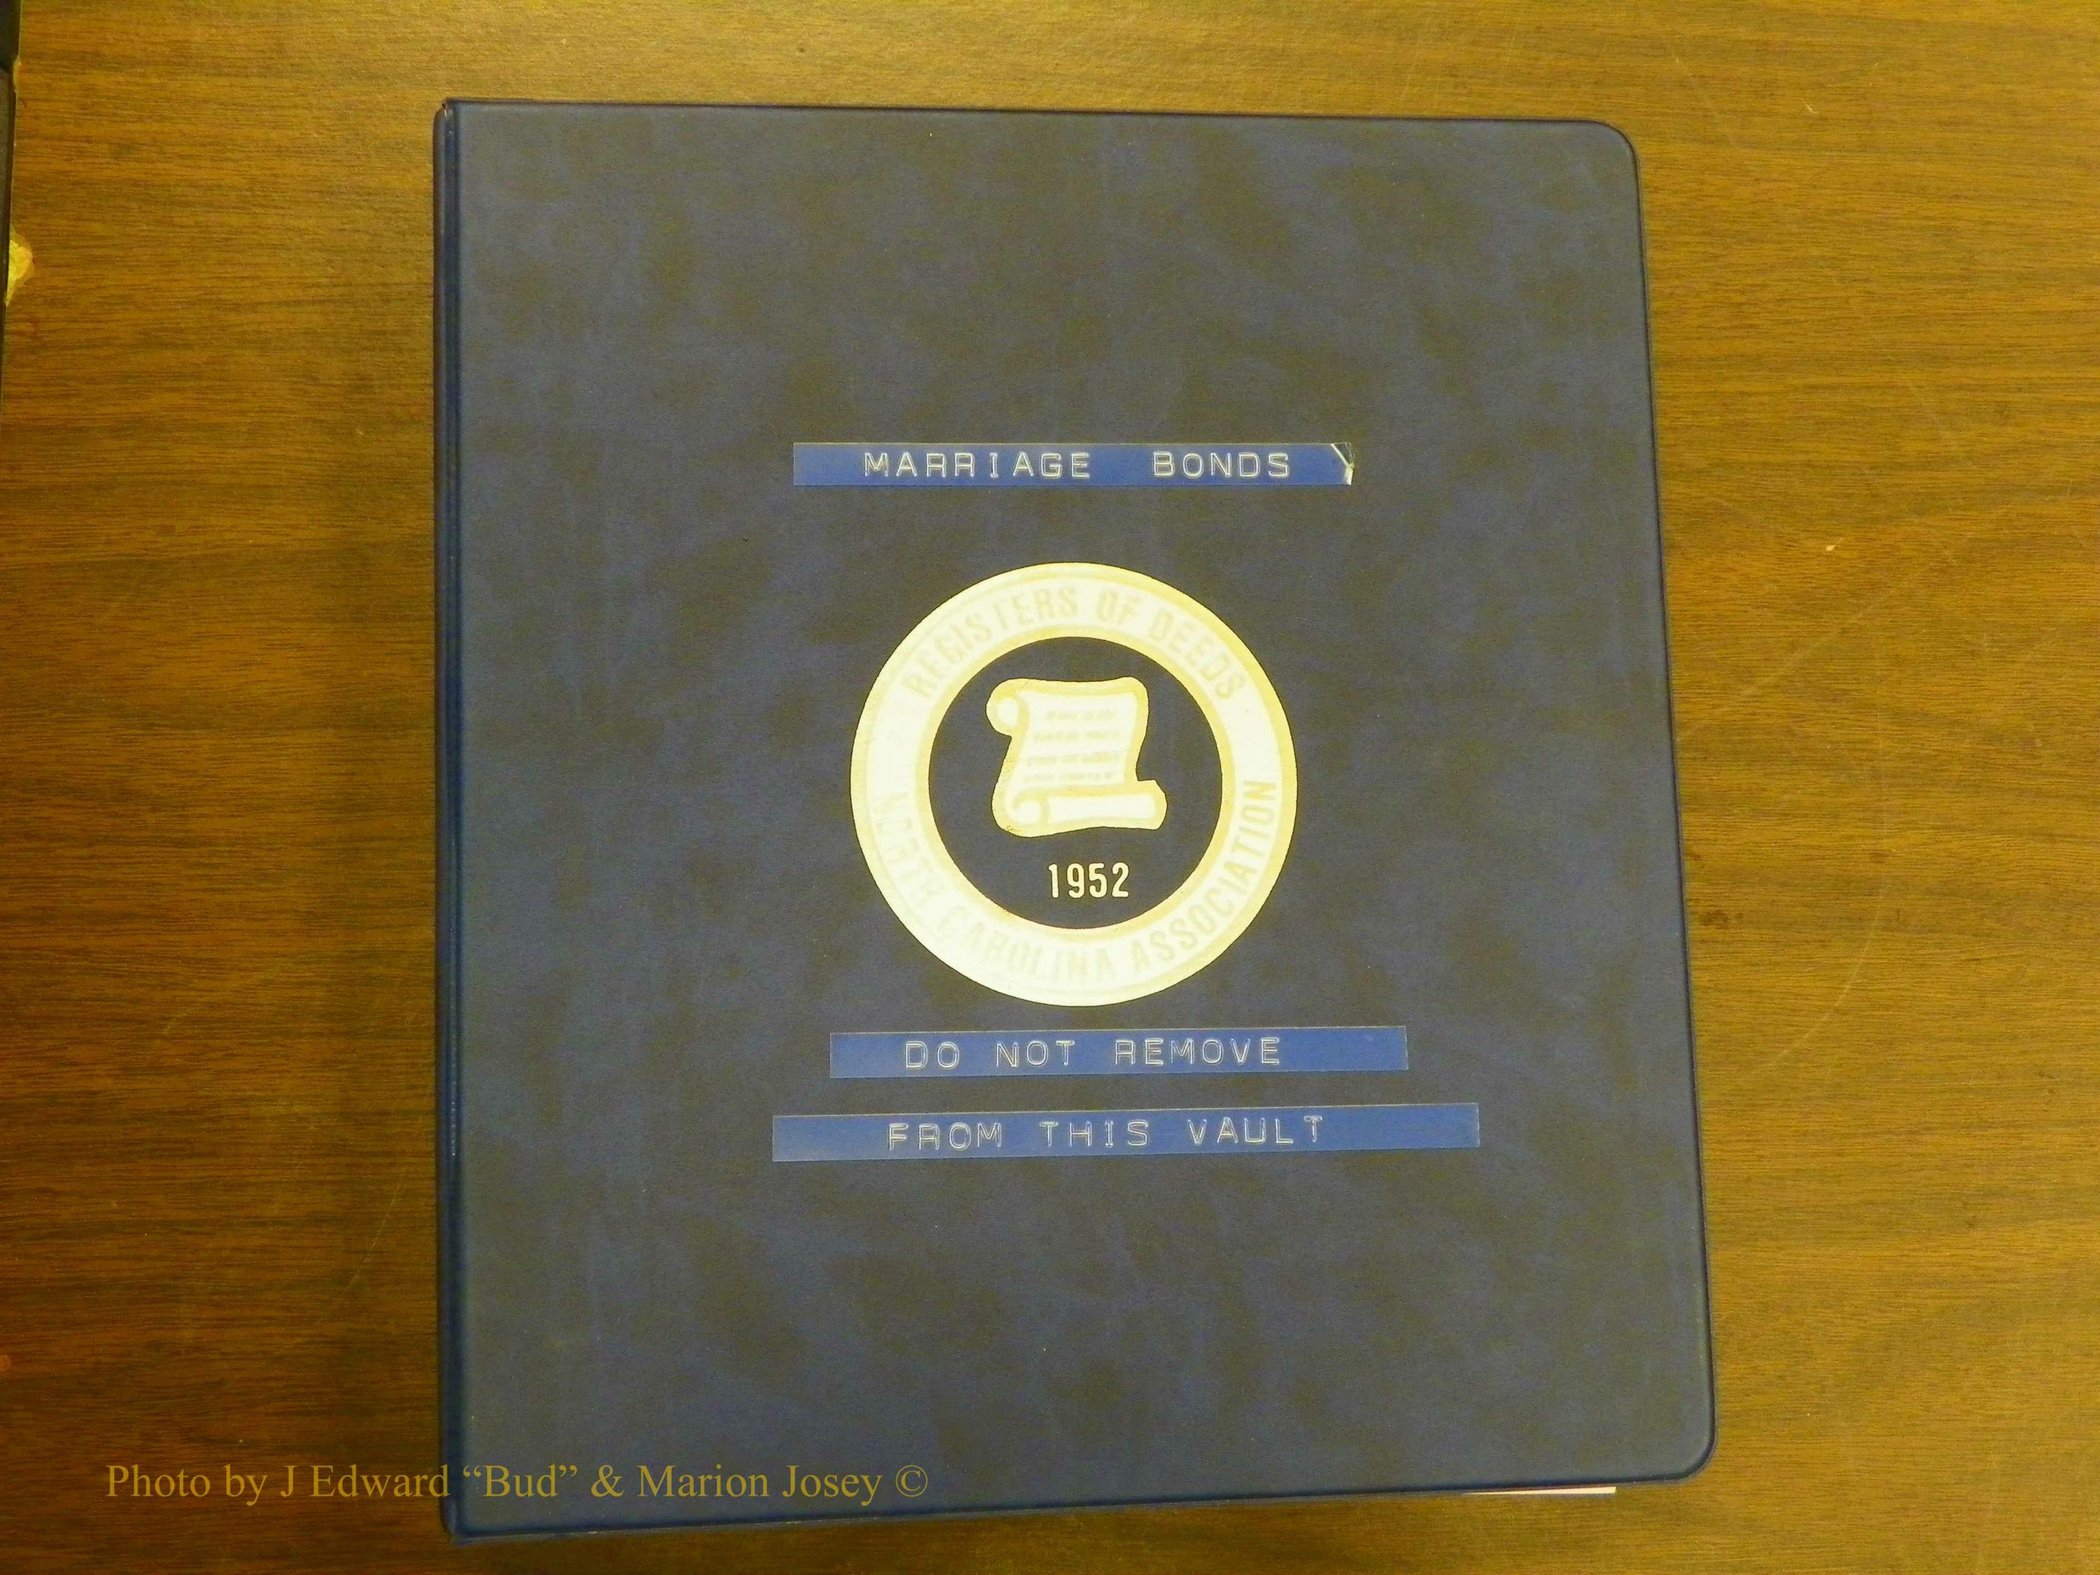 MARRIAGE BONDS
REGISTERS OF DEEDS
NORTH CAROLINA ASSOCIATION
1952
DO NOT REMOVE
FROM THIS VAULT
Photo by J Edward “Bud” & Marion Josey ©